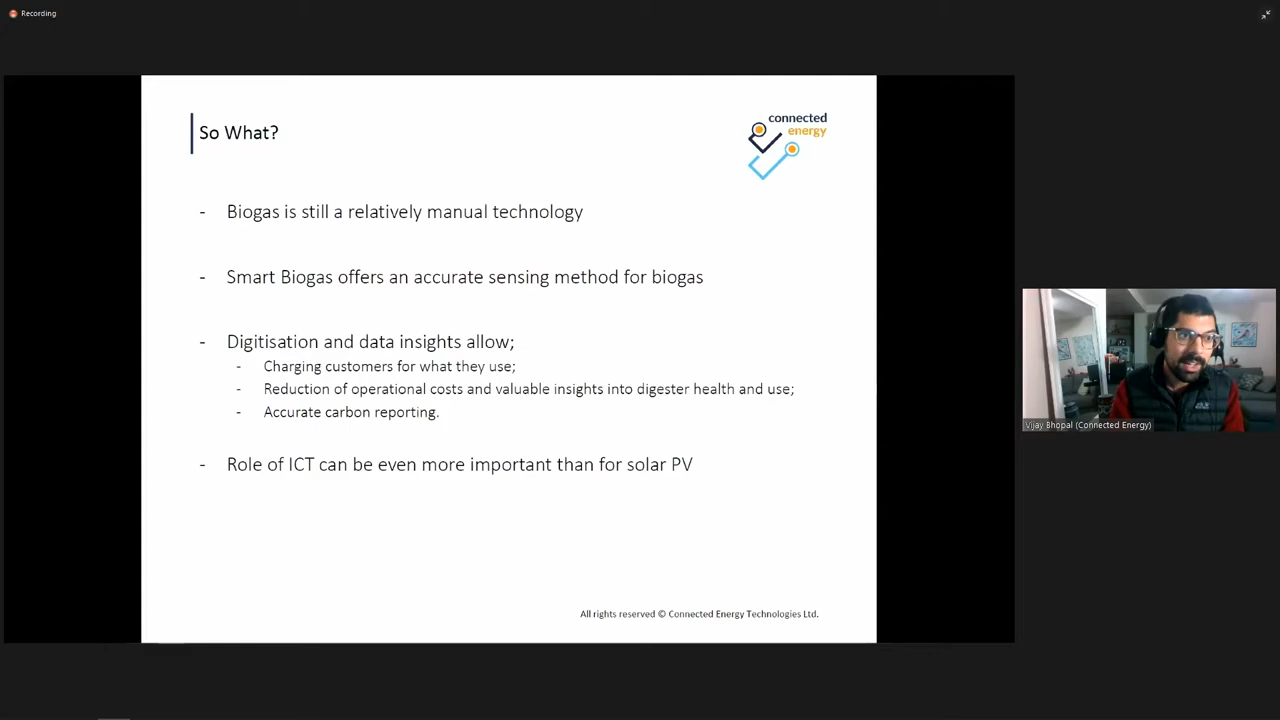 Recording
So What?
connected
energy
- Biogas is still a relatively manual technology
- Smart Biogas offers an accurate sensing method for biogas
- Digitisation and data insights allow;
- Charging customers for what they use;
- Reduction of operational costs and valuable insights into digester health and use;
- Accurate carbon reporting.
- Role of ICT can be even more important than for solar PV
All rights reserved © Connected Energy Technologies Ltd.
Vijay Bhopal (Connected Energy)